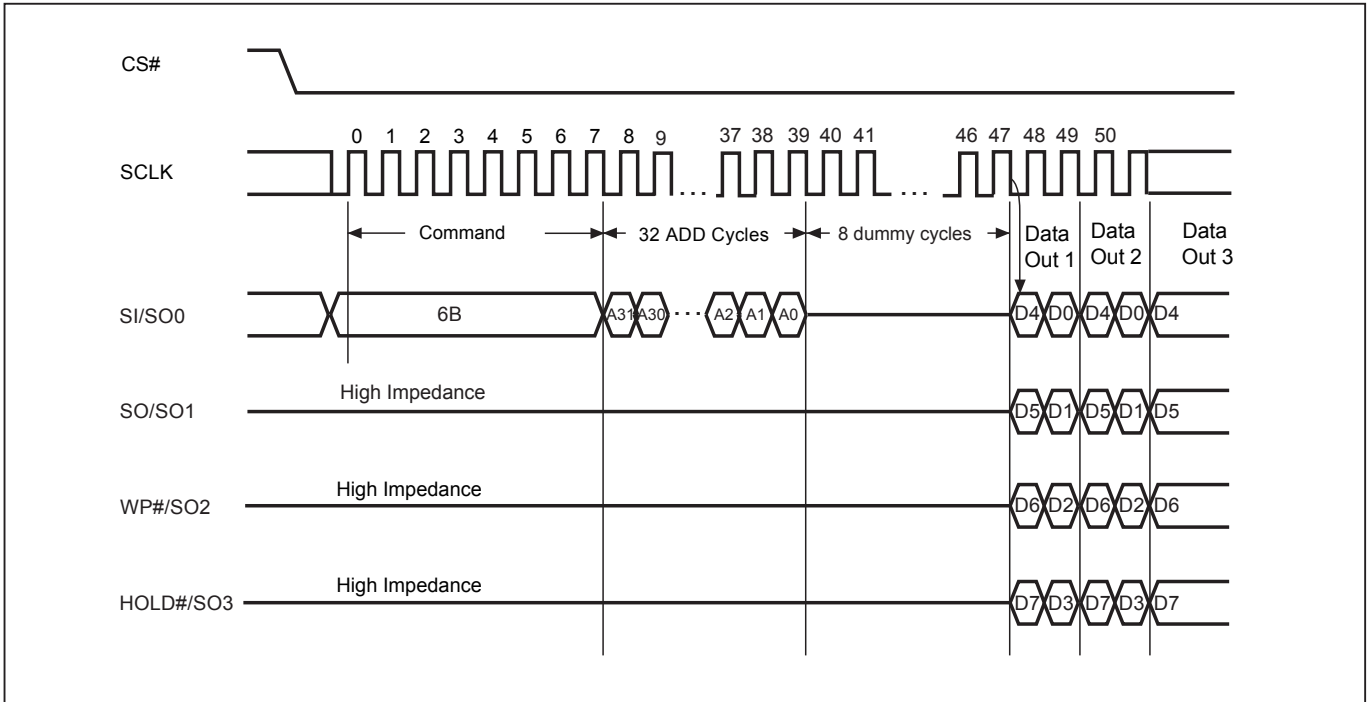 CS#
0 1 2 3 4 5 6 7 8 9 37 38 39 40 41 46 47 48 49 50
SCLK
. . . . . .
Command 32 ADD Cycles 8 dummy cycles Data Out 1 Data Out 2 Data Out 3
SI/SO0 6B A31 A30 · · · A2 A1 A0 D4 D0 D4 D0 D4
High Impedance
SO/SO1 D5 D1 D5 D1 D5
High Impedance
WP#/SO2 D6 D2 D6 D2 D6
High Impedance
HOLD#/SO3 D7 D3 D7 D3 D7